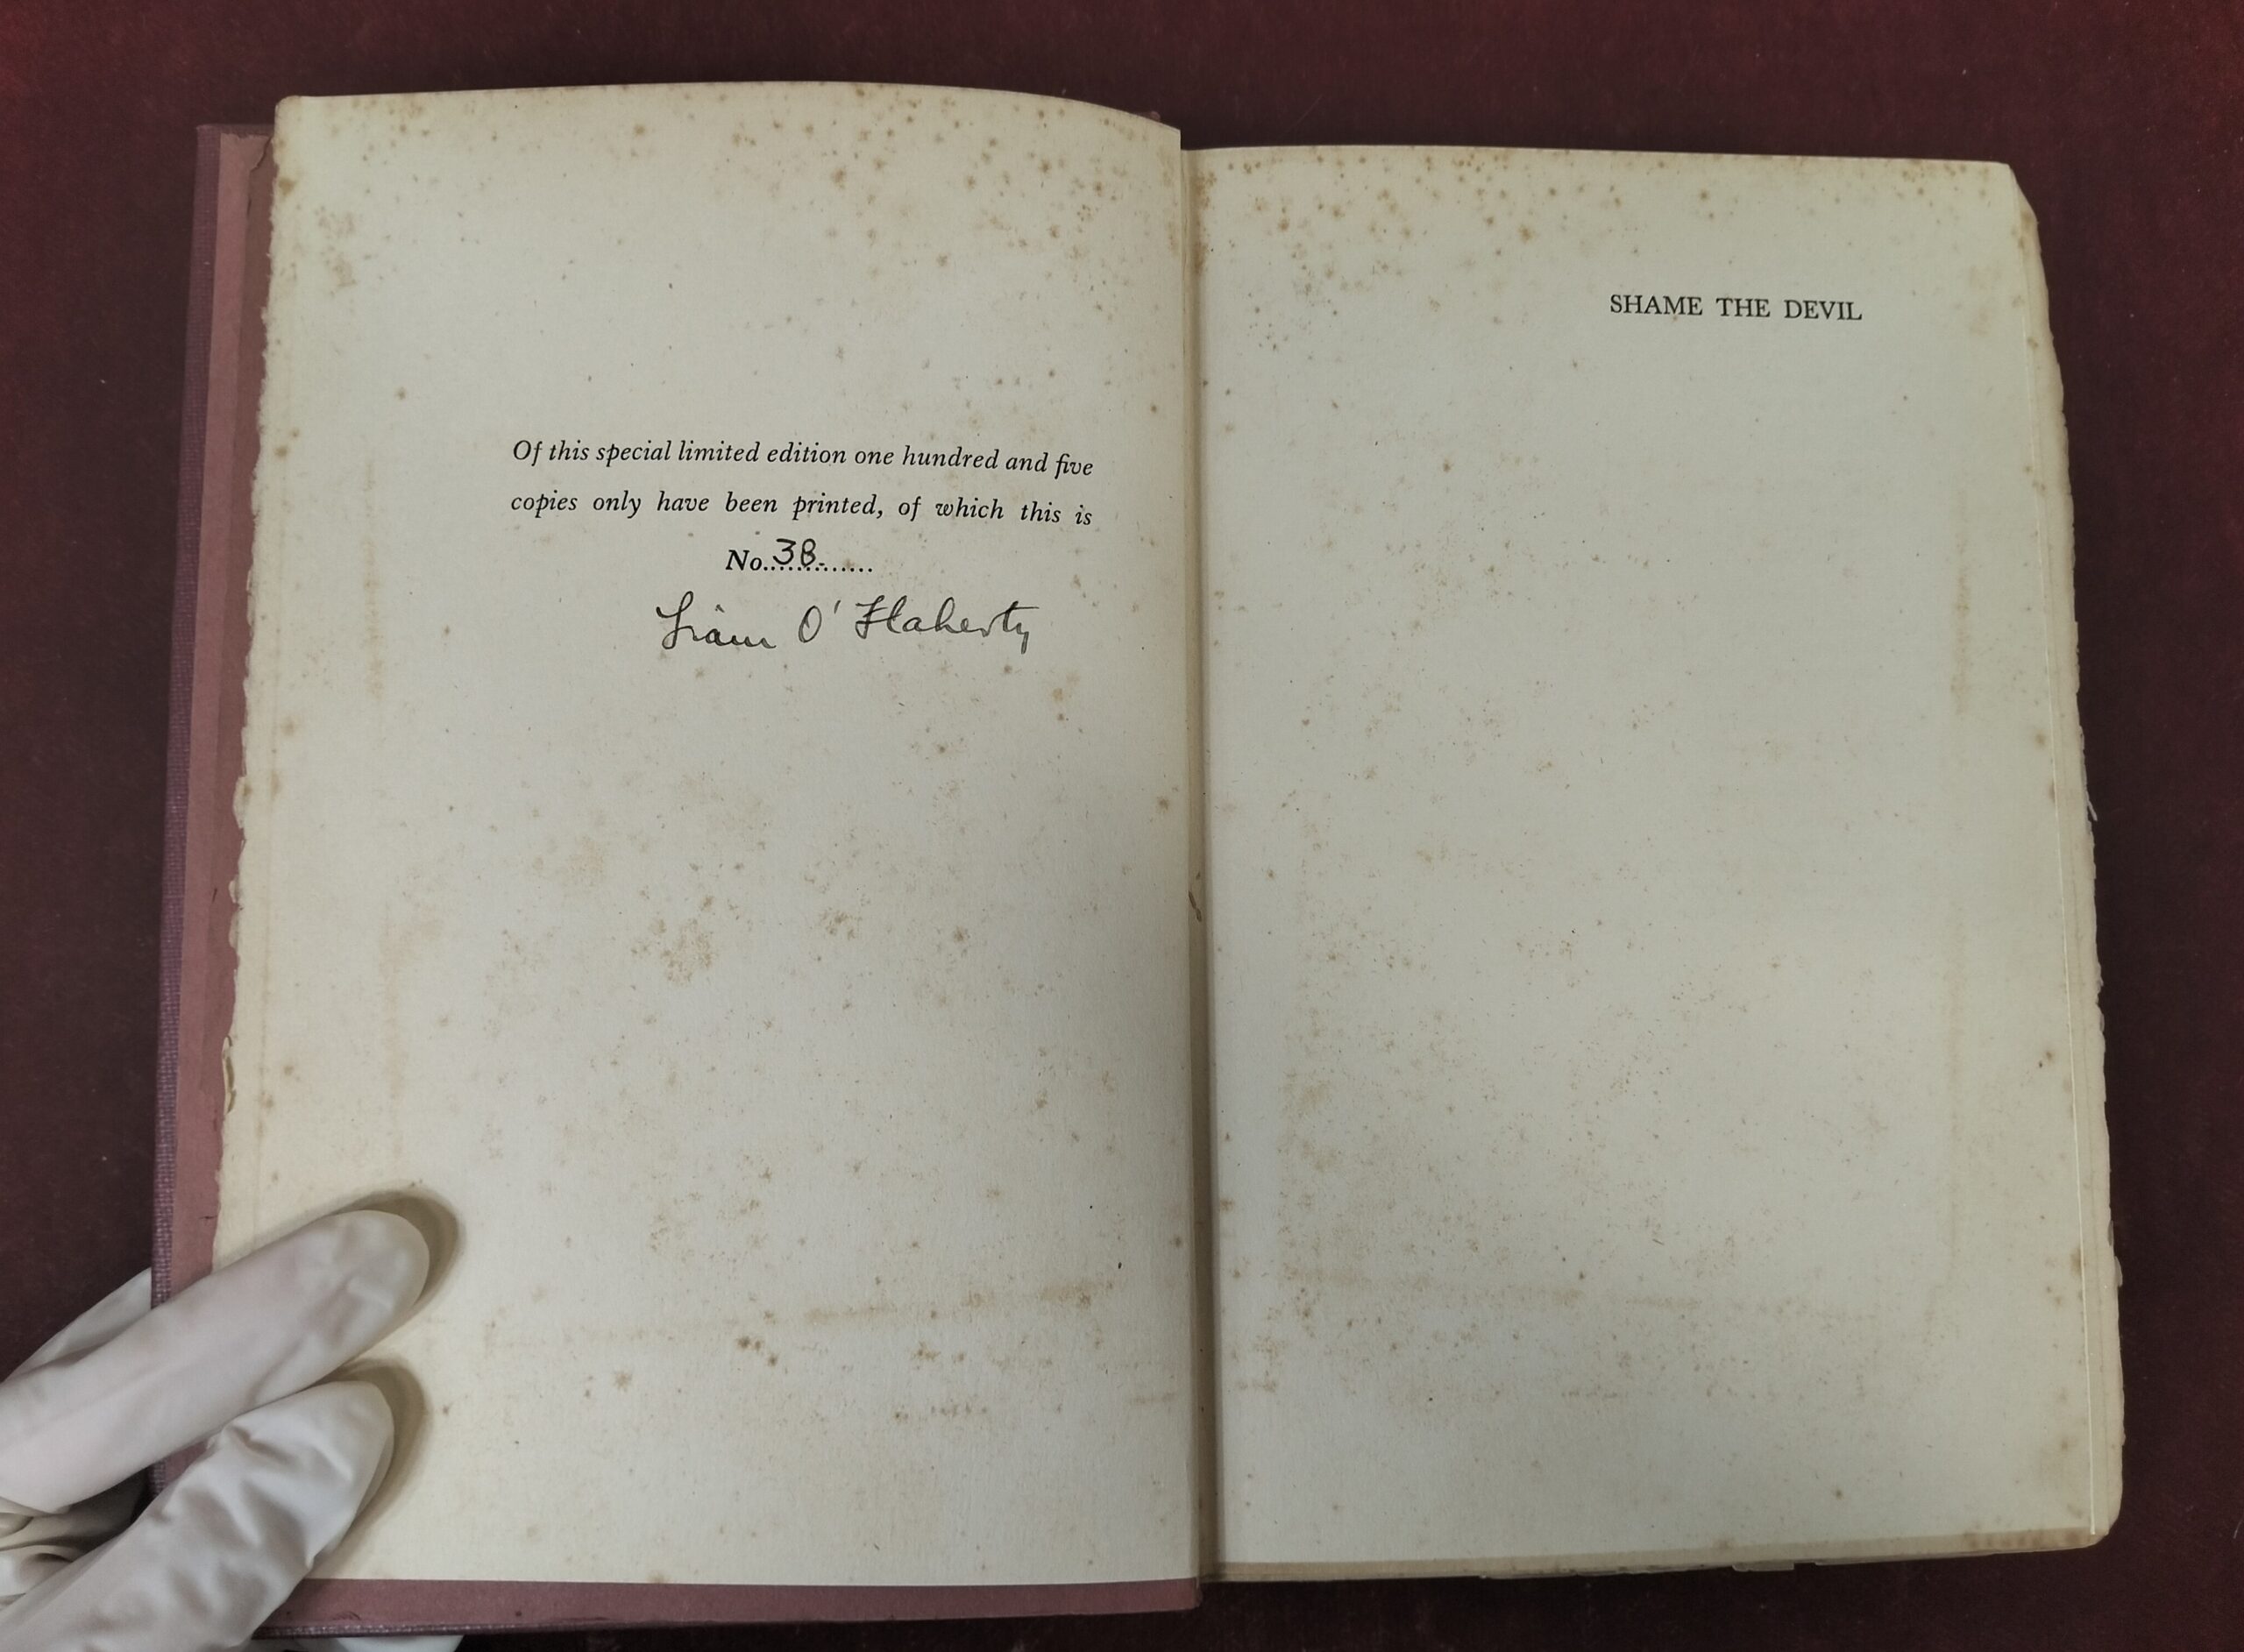 Of this special limited edition one hundred and five
copies only have been printed, of which this is
No.38.............
Liam O'Flaherty
SHAME THE DEVIL